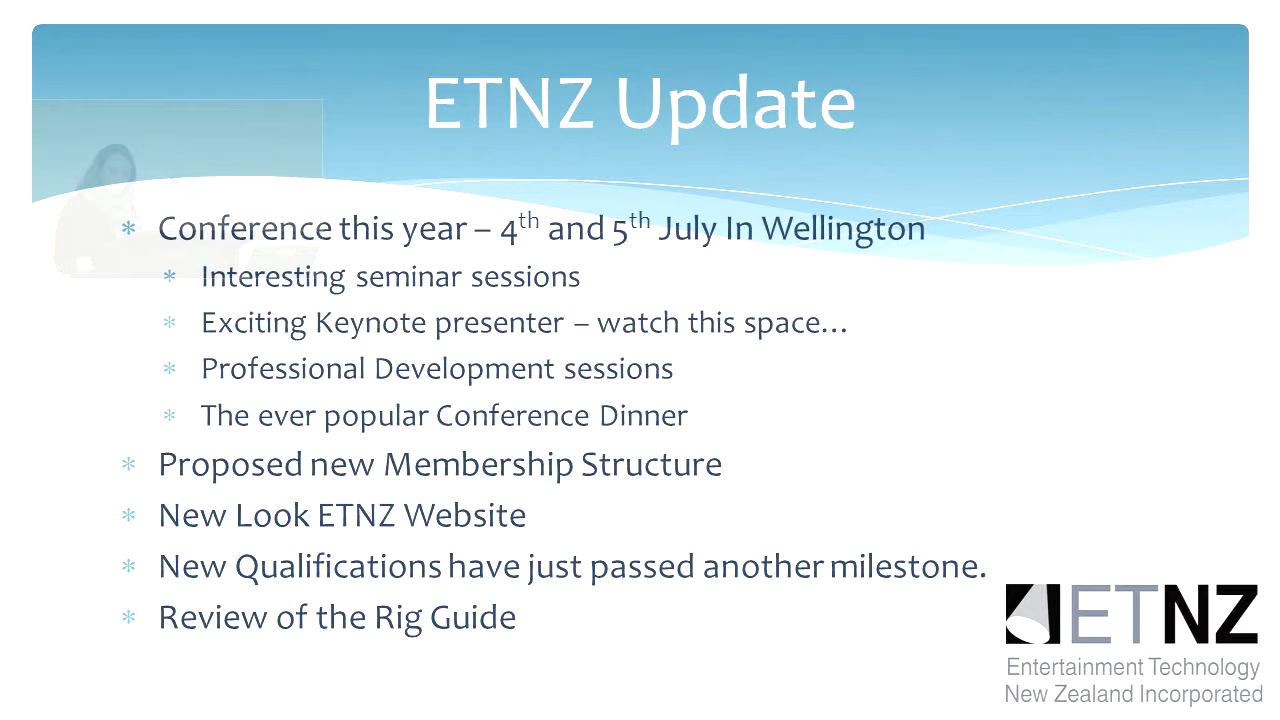 ETNZ Update
* Conference this year – 4th and 5th July In Wellington
* Interesting seminar sessions
* Exciting Keynote presenter – watch this space...
* Professional Development sessions
* The ever popular Conference Dinner
* Proposed new Membership Structure
* New Look ETNZ Website
* New Qualifications have just passed another milestone.
* Review of the Rig Guide
ETNZ
Entertainment Technology
New Zealand Incorporated